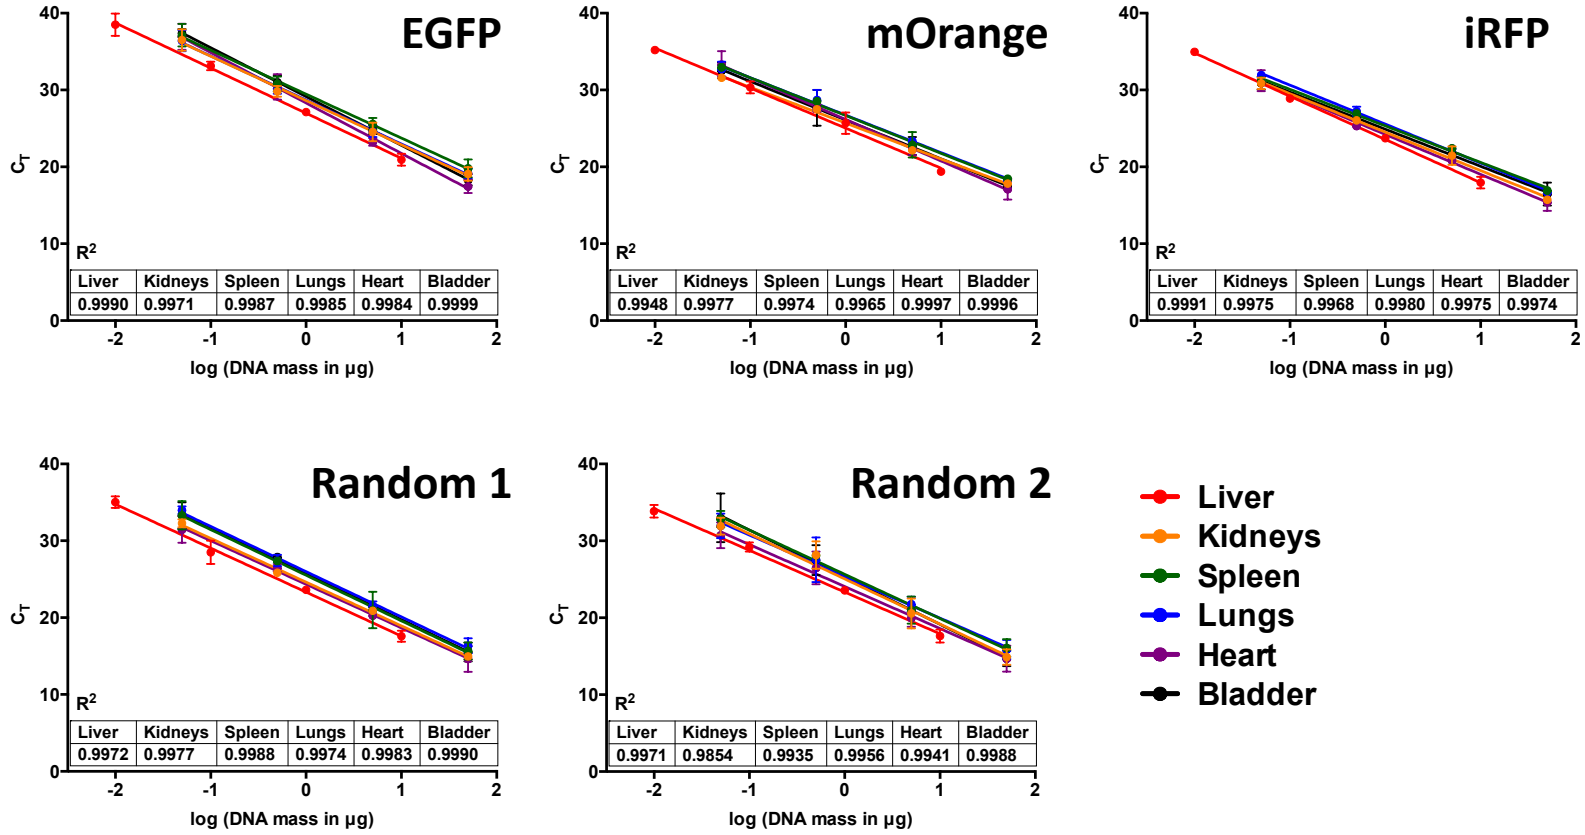 EGFP
40
30
20
10
0
C_T
R²
Liver Kidneys Spleen Lungs Heart Bladder
0.9990 0.9971 0.9987 0.9985 0.9984 0.9999
-2 -1 0 1 2
log (DNA mass in µg)
mOrange
40
30
20
10
0
C_T
R²
Liver Kidneys Spleen Lungs Heart Bladder
0.9948 0.9977 0.9974 0.9965 0.9997 0.9996
-2 -1 0 1 2
log (DNA mass in µg)
iRFP
40
30
20
10
0
C_T
R²
Liver Kidneys Spleen Lungs Heart Bladder
0.9991 0.9975 0.9968 0.9980 0.9975 0.9974
-2 -1 0 1 2
log (DNA mass in µg)
Random 1
40
30
20
10
0
C_T
R²
Liver Kidneys Spleen Lungs Heart Bladder
0.9972 0.9977 0.9988 0.9974 0.9983 0.9990
-2 -1 0 1 2
log (DNA mass in µg)
Random 2
40
30
20
10
0
C_T
R²
Liver Kidneys Spleen Lungs Heart Bladder
0.9971 0.9854 0.9935 0.9956 0.9941 0.9988
-2 -1 0 1 2
log (DNA mass in µg)
Liver
Kidneys
Spleen
Lungs
Heart
Bladder